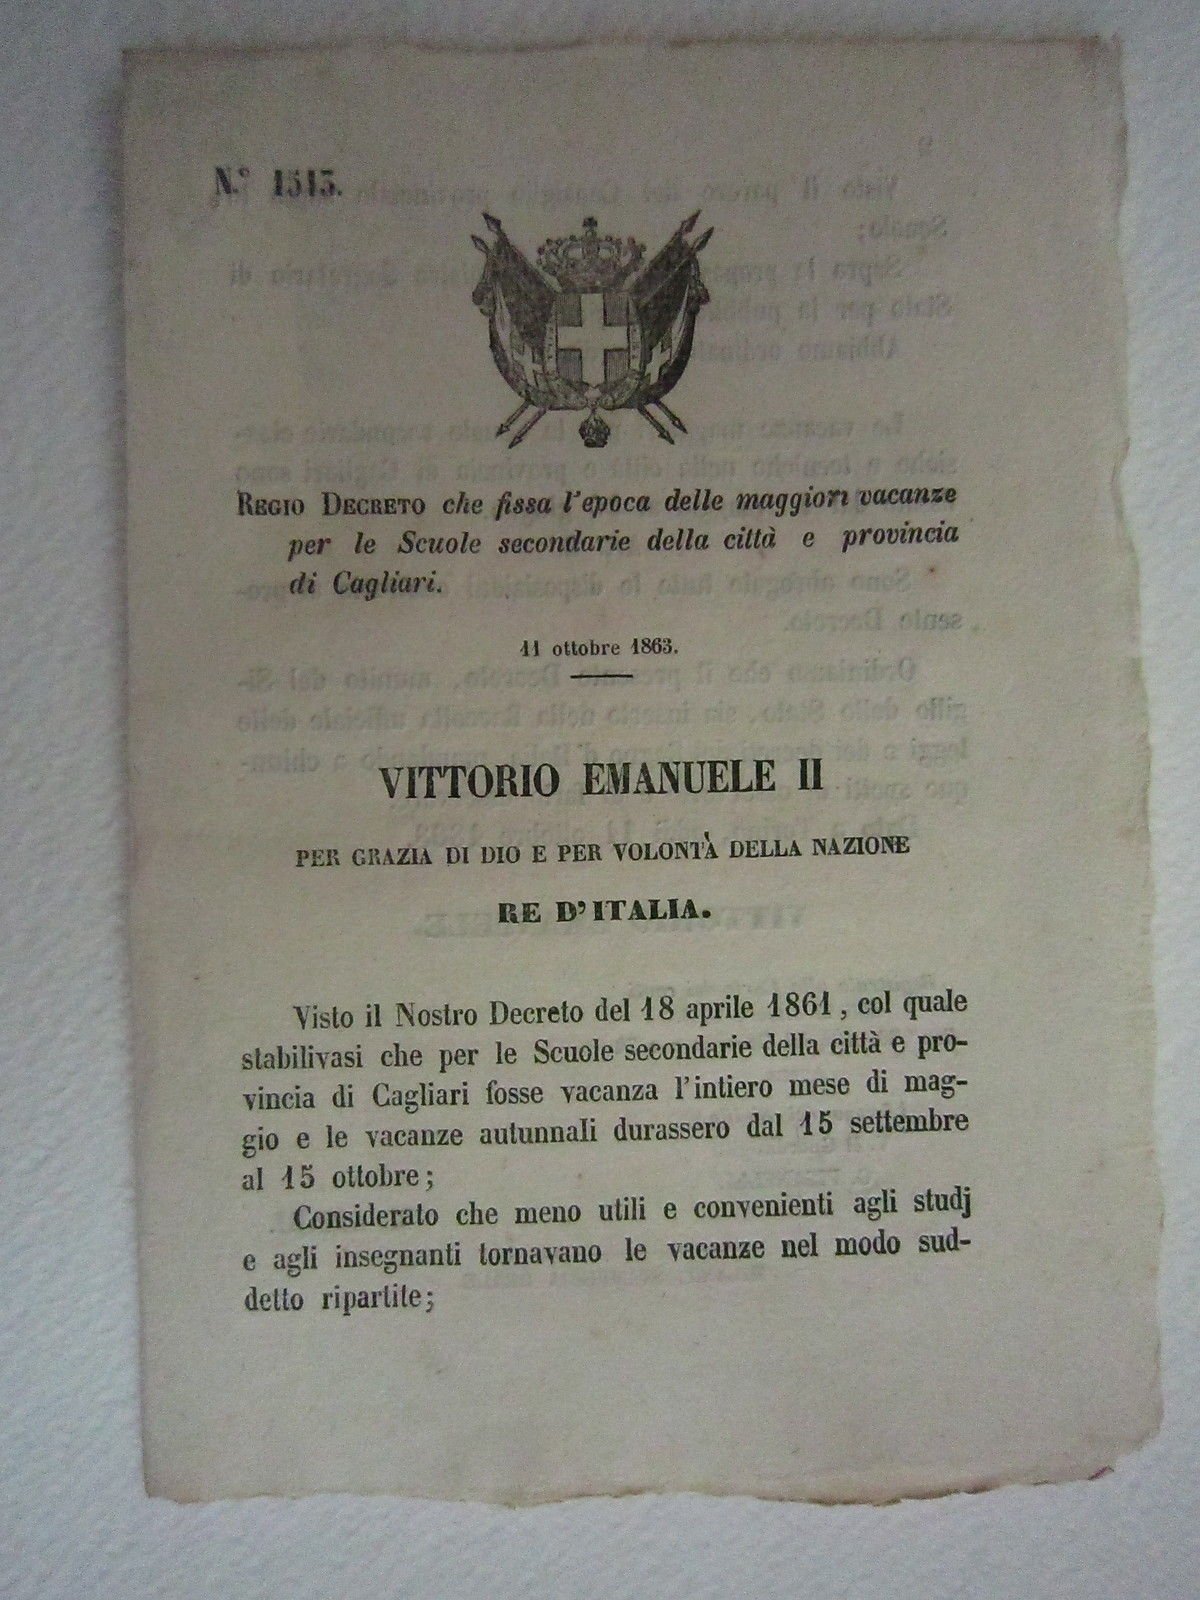 N.° 1513.
REGIO DECRETO che fissa l'epoca delle maggiori vacanze
per le Scuole secondarie della città e provincia
di Cagliari.
11 ottobre 1863.
VITTORIO EMANUELE II
PER GRAZIA DI DIO E PER VOLONTÀ DELLA NAZIONE
RE D'ITALIA.
Visto il Nostro Decreto del 18 aprile 1861, col quale
stabilivasi che per le Scuole secondarie della città e pro-
vincia di Cagliari fosse vacanza l'intiero mese di mag-
gio e le vacanze autunnali durassero dal 15 settembre
al 15 ottobre;
Considerato che meno utili e convenienti agli studj
e agli insegnanti tornavano le vacanze nel modo sud-
detto ripartite;